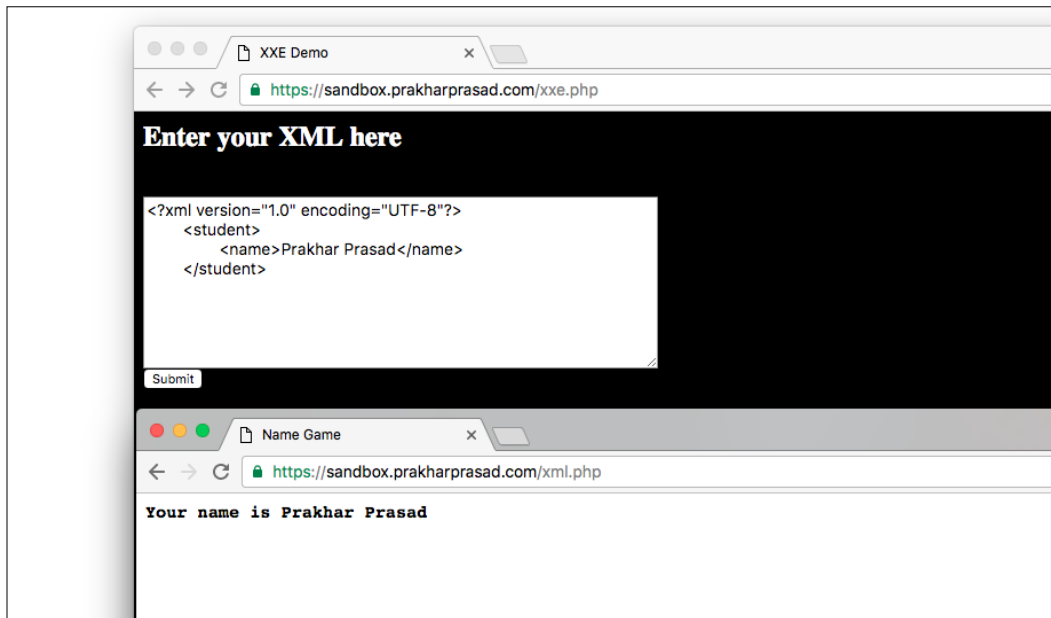 XXE Demo
https://sandbox.prakharprasad.com/xxe.php
Enter your XML here
<?xml version="1.0" encoding="UTF-8"?>
<student>
<name>Prakhar Prasad</name>
</student>
Submit
Name Game
https://sandbox.prakharprasad.com/xml.php
Your name is Prakhar Prasad